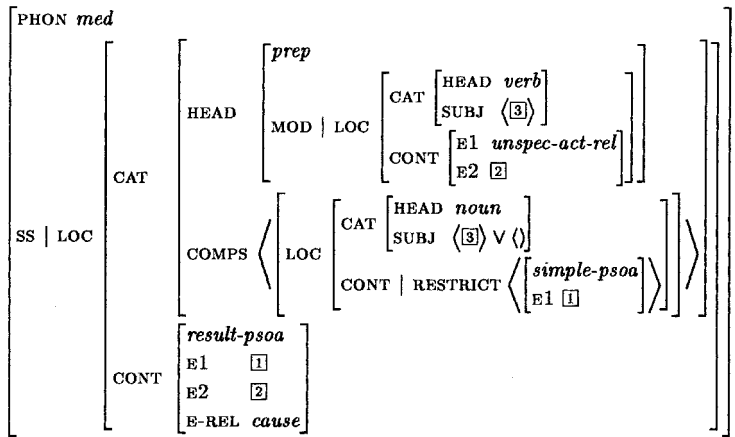 PHON med
prep
HEAD verb
CAT
SUBJ ⟨[3]⟩
HEAD
MOD | LOC
E1 unspec-act-rel
CONT
E2 [2]
CAT
HEAD noun
CAT
SUBJ ⟨[3]⟩ ∨ ⟨⟩
SS | LOC
COMPS ⟨ LOC ⟩
simple-psoa
CONT | RESTRICT ⟨ ⟩
E1 [1]
result-psoa
E1 [1]
CONT
E2 [2]
E-REL cause